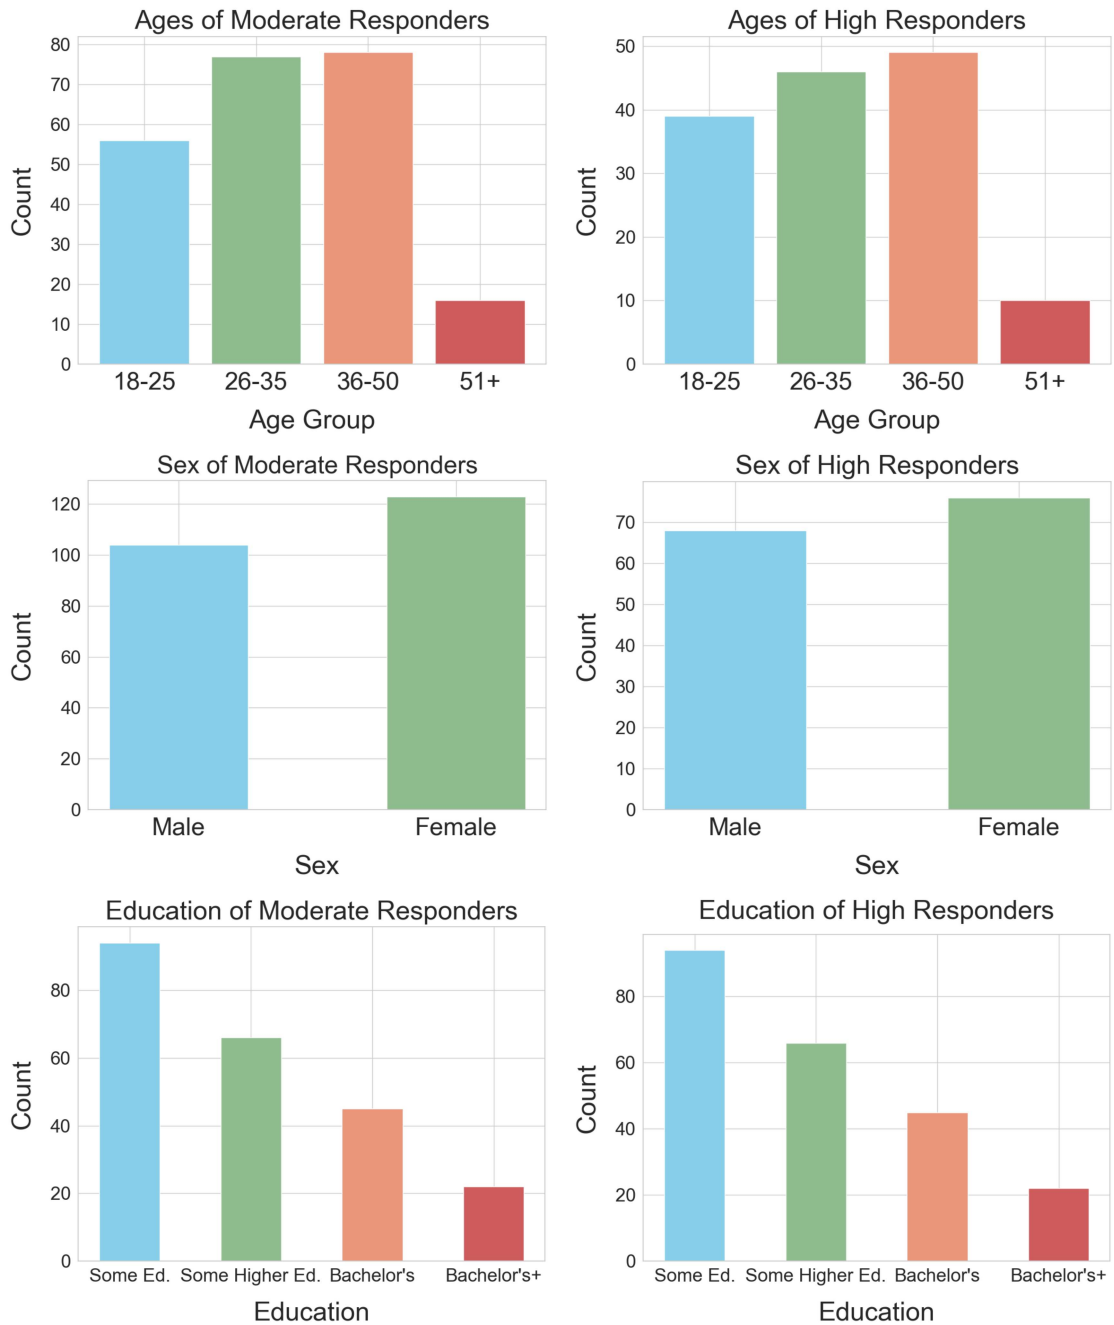 Ages of Moderate Responders
80
70
60
50
40
30
20
10
0
Count
18-25 26-35 36-50 51+
Age Group
Ages of High Responders
50
40
30
20
10
0
Count
18-25 26-35 36-50 51+
Age Group
Sex of Moderate Responders
120
100
80
60
40
20
0
Count
Male Female
Sex
Sex of High Responders
70
60
50
40
30
20
10
0
Count
Male Female
Sex
Education of Moderate Responders
80
60
40
20
0
Count
Some Ed. Some Higher Ed. Bachelor's Bachelor's+
Education
Education of High Responders
80
60
40
20
0
Count
Some Ed. Some Higher Ed. Bachelor's Bachelor's+
Education